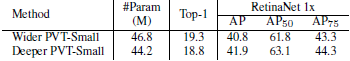 Method #Param (M) Top-1 RetinaNet 1x
AP AP50 AP75
Wider PVT-Small 46.8 19.3 40.8 61.8 43.3
Deeper PVT-Small 44.2 18.8 41.9 63.1 44.3